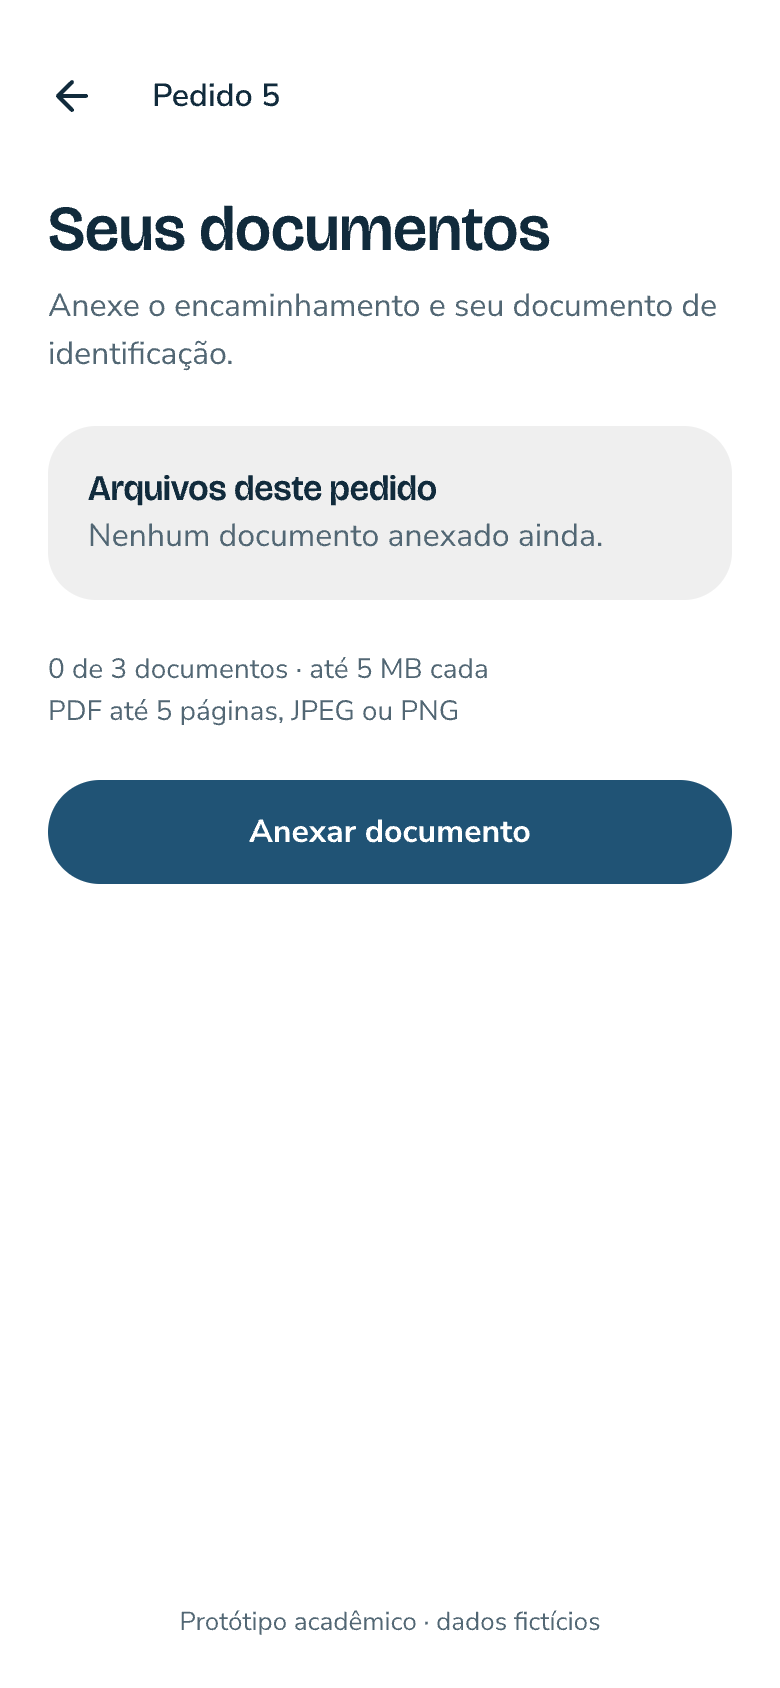 Pedido 5
Seus documentos
Anexe o encaminhamento e seu documento de
identificação.
Arquivos deste pedido
Nenhum documento anexado ainda.
0 de 3 documentos · até 5 MB cada
PDF até 5 páginas, JPEG ou PNG
Anexar documento
Protótipo acadêmico · dados fictícios